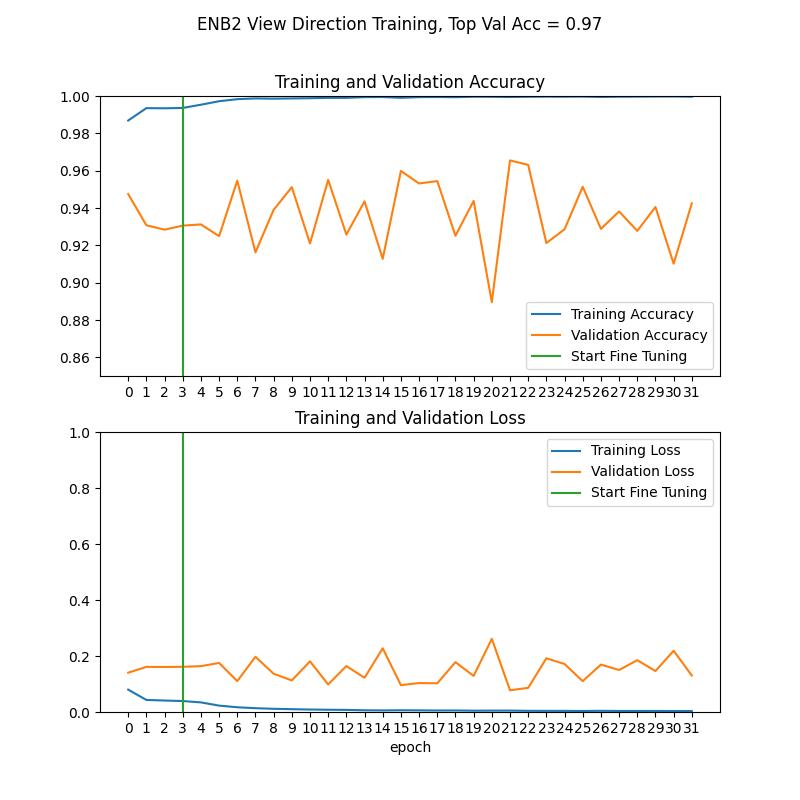 ENB2 View Direction Training, Top Val Acc = 0.97
Training and Validation Accuracy
1.00
0.98
0.96
0.94
0.92
0.90
0.88
0.86
Training Accuracy
Validation Accuracy
Start Fine Tuning
0 1 2 3 4 5 6 7 8 9 10 11 12 13 14 15 16 17 18 19 20 21 22 23 24 25 26 27 28 29 30 31
Training and Validation Loss
1.0
0.8
0.6
0.4
0.2
0.0
Training Loss
Validation Loss
Start Fine Tuning
0 1 2 3 4 5 6 7 8 9 10 11 12 13 14 15 16 17 18 19 20 21 22 23 24 25 26 27 28 29 30 31
epoch